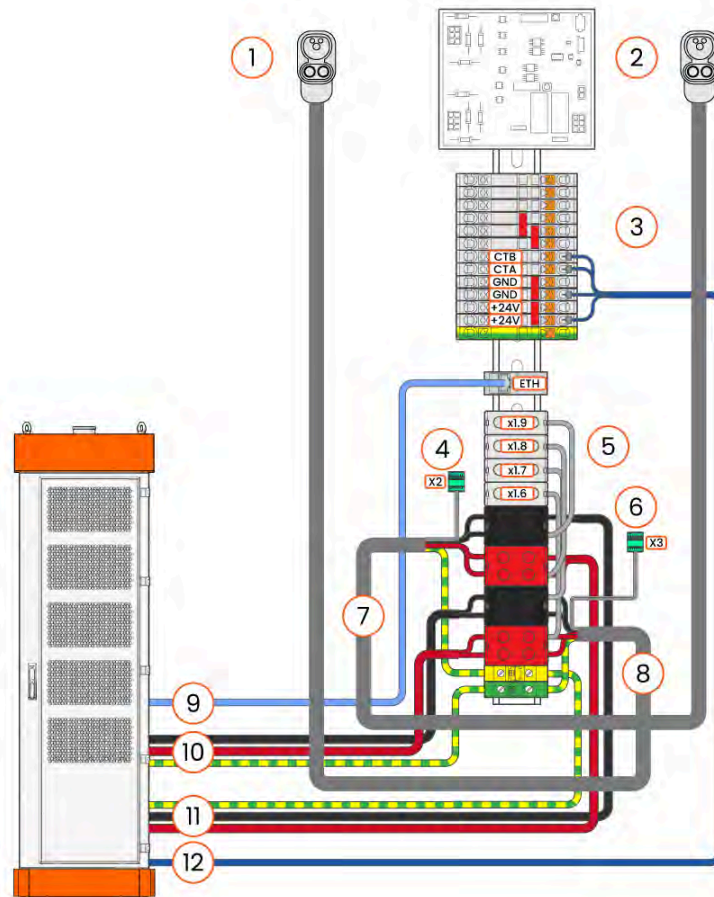 1
2
3
CTB
CTA
GND
GND
+24V
+24V
ETH
x1.9
x1.8
x1.7
x1.6
4
X2
5
6
X3
7
8
9
10
11
12